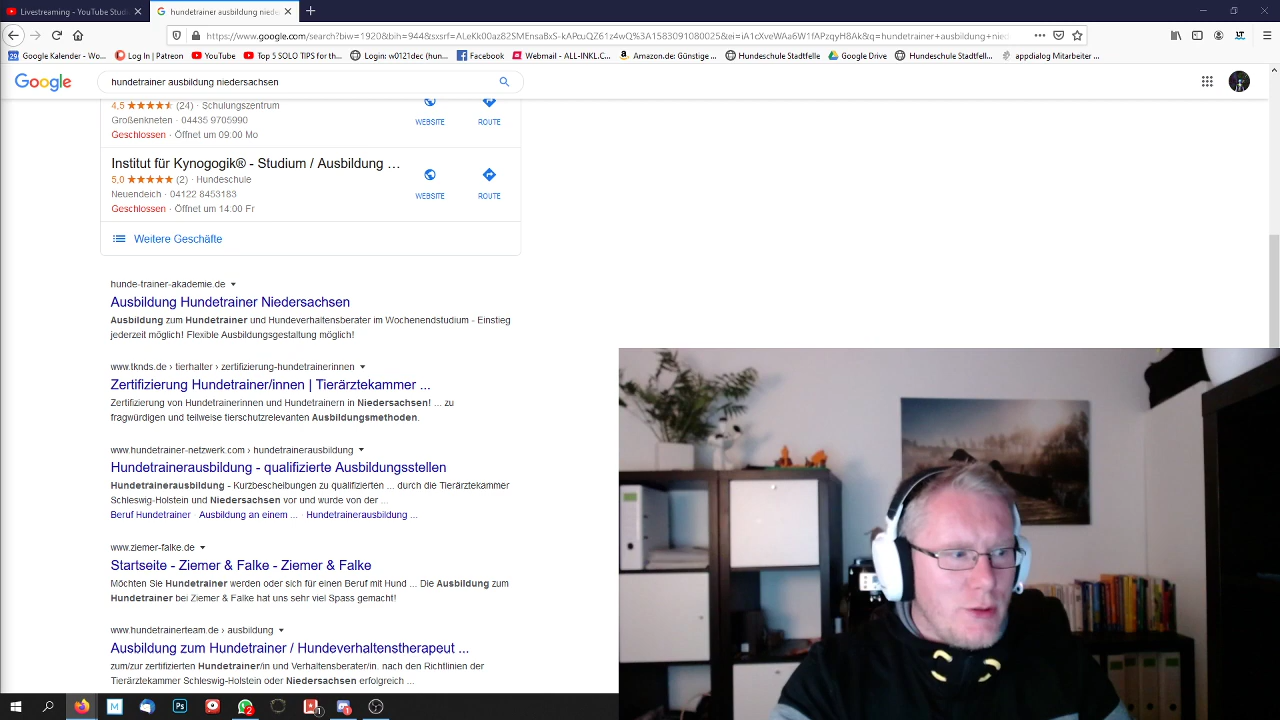 Livestreaming - YouTube Stud
hundetrainer ausbildung niede
https://www.google.com/search?biw=1920&bih=944&sxsrf=ALeKk00az82SMEnsaBxS-kAPcuQZ61z4wQ%3A1583091080025&ei=iA1cXveWAa6W1fAPzqyH8Ak&q=hundetrainer+ausbildung+nied
Google Kalender - Wo...
Log In | Patreon
YouTube
Top 5 SOLO TIPS for th...
Login: w0121dec (hun...
Facebook
Webmail — ALL-INKL.C...
Amazon.de: Günstige ...
Hundeschule Stadtfelle
Google Drive
Hundeschule Stadtfell...
appdialog Mitarbeiter ...
Google
hundetrainer ausbildung niedersachsen
4,5 (24) · Schulungszentrum
Großenkneten · 04435 9705990
Geschlossen · Öffnet um 09:00 Mo
WEBSITE
ROUTE
Institut für Kynogogik® - Studium / Ausbildung ...
5,0 (2) · Hundeschule
Neuendeich · 04122 8453183
Geschlossen · Öffnet um 14:00 Fr
WEBSITE
ROUTE
Weitere Geschäfte
hunde-trainer-akademie.de
Ausbildung Hundetrainer Niedersachsen
Ausbildung zum Hundetrainer und Hundeverhaltensberater im Wochenendstudium - Einstieg
jederzeit möglich! Flexible Ausbildungsgestaltung möglich!
www.tknds.de › tierhalter › zertifizierung-hundetrainerinnen
Zertifizierung Hundetrainer/innen | Tierärztekammer ...
Zertifizierung von Hundetrainerinnen und Hundetrainern in Niedersachsen! ... zu
fragwürdigen und teilweise tierschutzrelevanten Ausbildungsmethoden.
www.hundetrainer-netzwerk.com › hundetrainerausbildung
Hundetrainerausbildung - qualifizierte Ausbildungsstellen
Hundetrainerausbildung - Kurzbescheibungen zu qualifizierten ... durch die Tierärztekammer
Schleswig-Holstein und Niedersachsen vor und wurde von der ...
Beruf Hundetrainer · Ausbildung an einem ... · Hundetrainerausbildung ...
www.ziemer-falke.de
Startseite - Ziemer & Falke - Ziemer & Falke
Möchten Sie Hundetrainer werden oder sich für einen Beruf mit Hund ... Die Ausbildung zum
Hundetrainer bei Ziemer & Falke hat uns sehr viel Spass gemacht!
www.hundetrainerteam.de › ausbildung
Ausbildung zum Hundetrainer / Hundeverhaltenstherapeut ...
zum/zur zertifizierten Hundetrainer/in und Verhaltensberater/in. nach den Richtlinien der
Tierärztekammer Schleswig-Holstein oder Niedersachsen erfolgreich ...